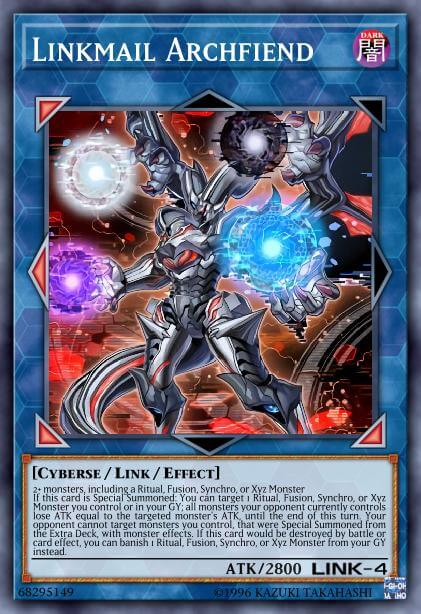 LINKMAIL ARCHFIEND
DARK
闇
[CYBERSE / LINK / EFFECT]
2+ monsters, including a Ritual, Fusion, Synchro, or Xyz Monster
If this card is Special Summoned: You can target 1 Ritual, Fusion, Synchro, or Xyz
Monster you control or in your GY; all monsters your opponent currently controls
lose ATK equal to the targeted monster's ATK, until the end of this turn. Your
opponent cannot target monsters you control, that were Special Summoned from
the Extra Deck, with monster effects. If this card would be destroyed by battle or
card effect, you can banish 1 Ritual, Fusion, Synchro, or Xyz Monster from your GY
instead.
ATK/2800 LINK-4
68295149 ©1996 KAZUKI TAKAHASHI